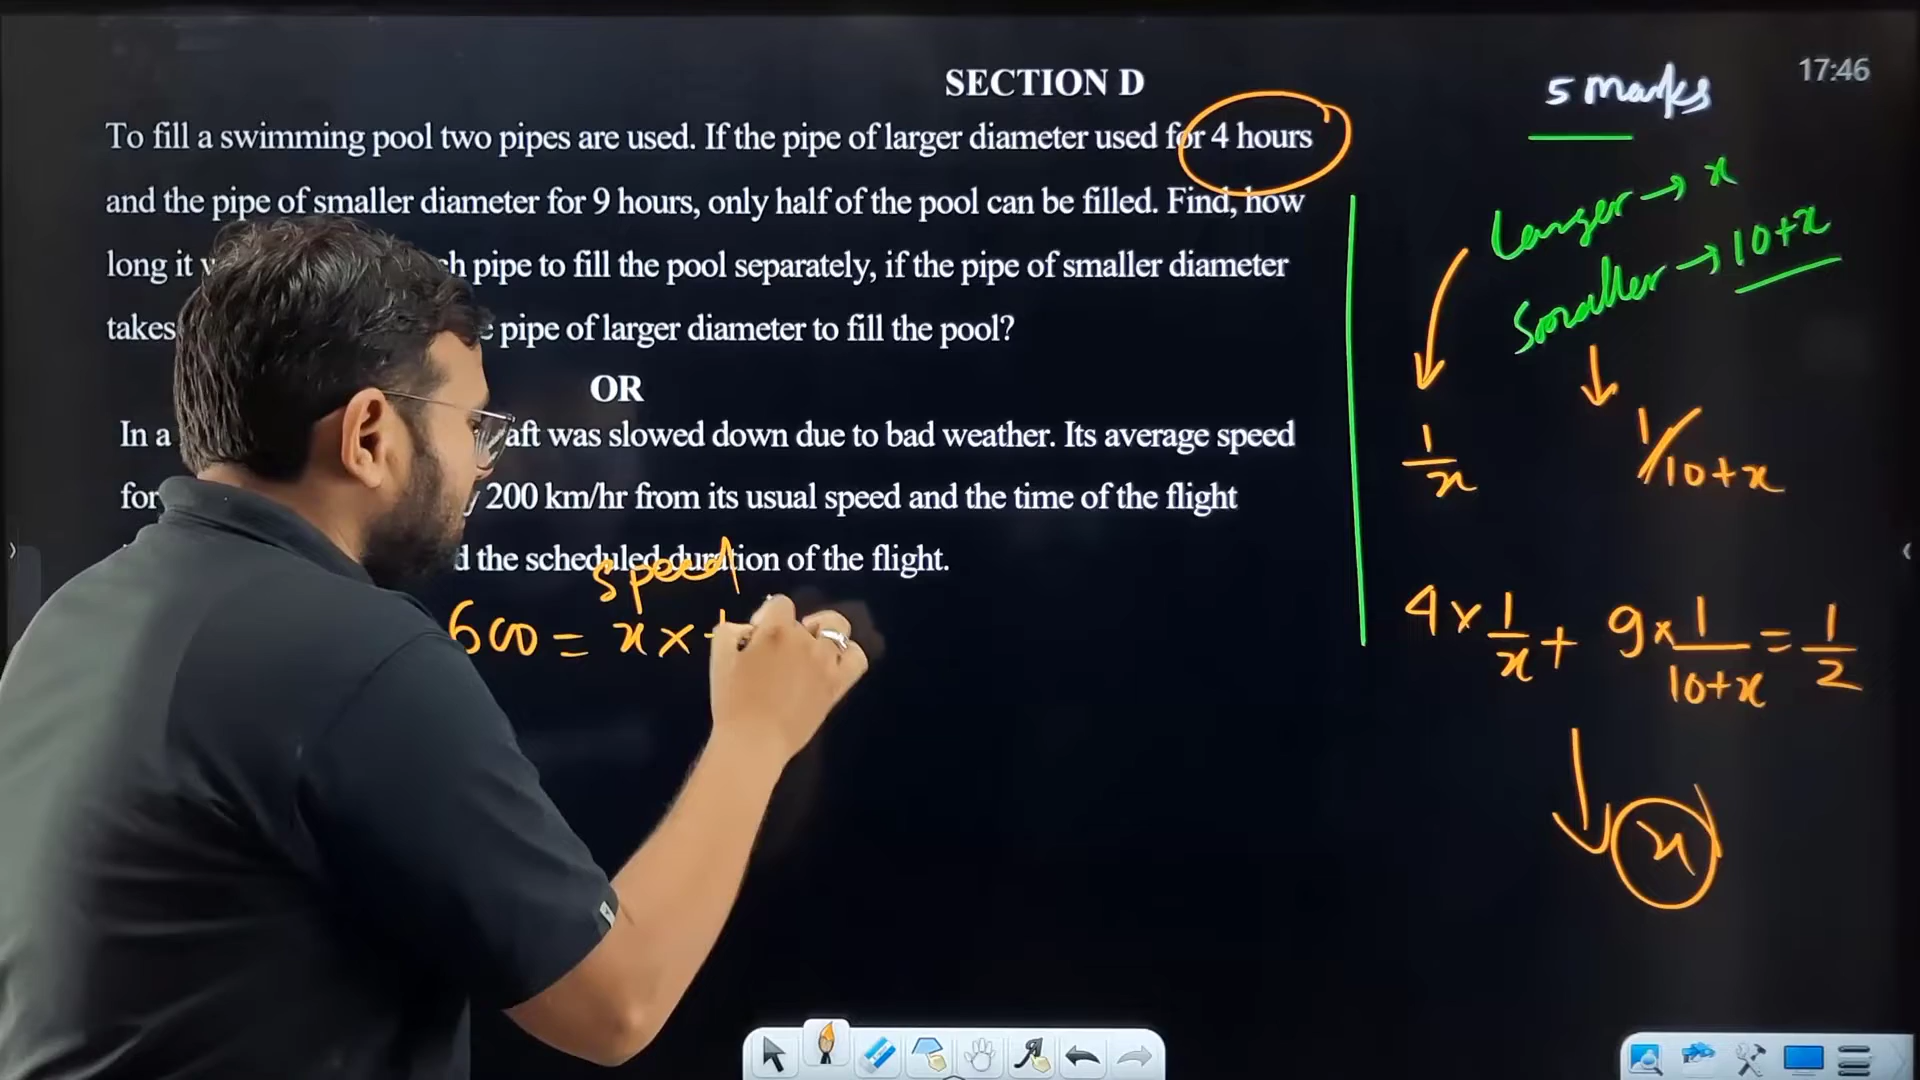 SECTION D
5 marks
17:46
To fill a swimming pool two pipes are used. If the pipe of larger diameter used for 4 hours
and the pipe of smaller diameter for 9 hours, only half of the pool can be filled. Find, how
long it pipe to fill the pool separately, if the pipe of smaller diameter
takes pipe of larger diameter to fill the pool?
OR
In a was slowed down due to bad weather. Its average speed
for 200 km/hr from its usual speed and the time of the flight
the scheduled duration of the flight.
speed
600 = x ×
Larger → x
Smaller → 10+x
1/x
1/10+x
4 × 1/x + 9 × 1/10+x = 1/2
x